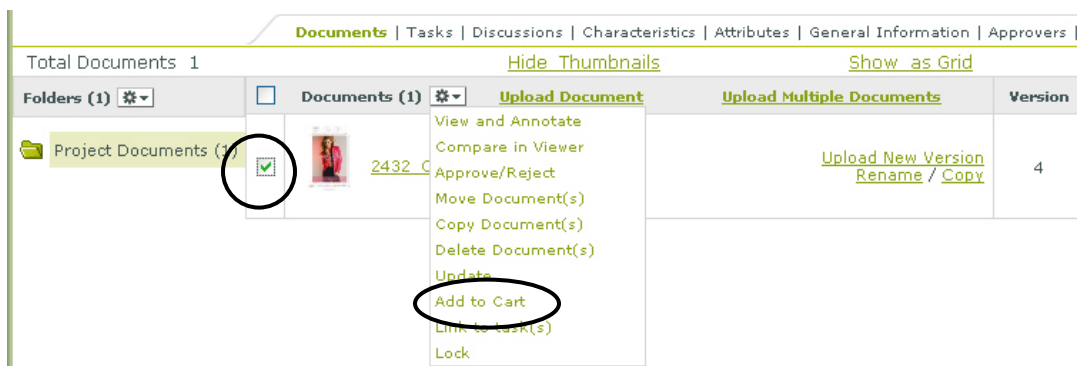 Documents | Tasks | Discussions | Characteristics | Attributes | General Information | Approvers |
Total Documents 1 Hide Thumbnails Show as Grid
Folders (1) Documents (1) Upload Document Upload Multiple Documents Version
Project Documents (1)
2432
Upload New Version
Rename / Copy
4
View and Annotate
Compare in Viewer
Approve/Reject
Move Document(s)
Copy Document(s)
Delete Document(s)
Update
Add to Cart
Link to task(s)
Lock